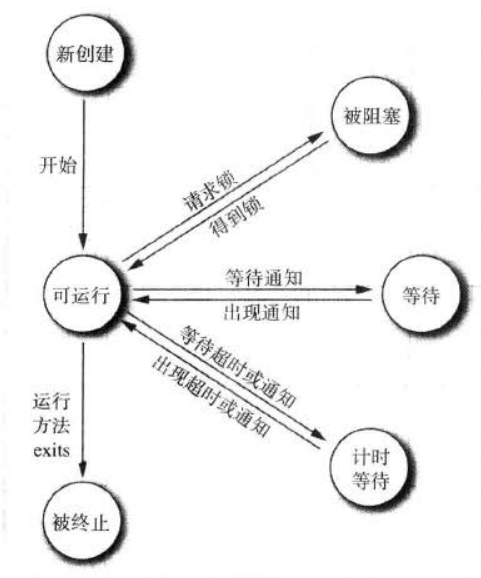 新创建
被阻塞
开始
请求锁
得到锁
可运行
等待通知
出现通知
等待
等待超时或通知
出现超时或通知
运行
方法
exits
计时
等待
被终止